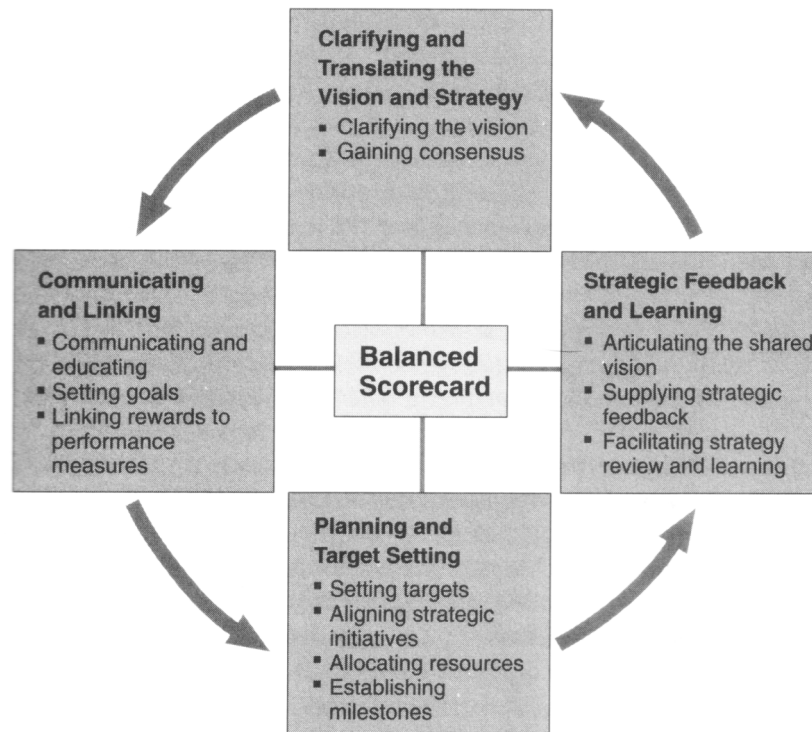 Clarifying and
Translating the
Vision and Strategy
▪ Clarifying the vision
▪ Gaining consensus
Communicating
and Linking
▪ Communicating and
educating
▪ Setting goals
▪ Linking rewards to
performance
measures
Balanced
Scorecard
Strategic Feedback
and Learning
▪ Articulating the shared
vision
▪ Supplying strategic
feedback
▪ Facilitating strategy
review and learning
Planning and
Target Setting
▪ Setting targets
▪ Aligning strategic
initiatives
▪ Allocating resources
▪ Establishing
milestones